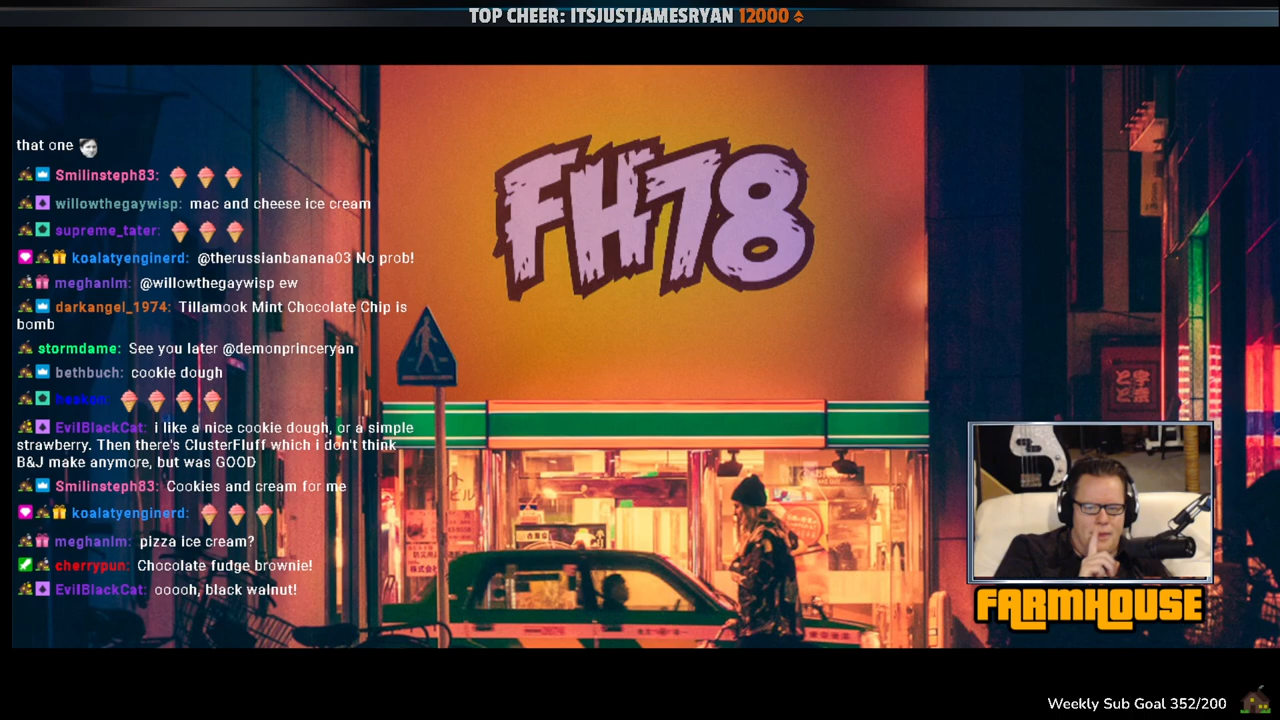 TOP CHEER: ITSJUSTJAMESRYAN 12000
that one
Smilinsteph83:
willowthegaywisp: mac and cheese ice cream
supreme_tater:
koalatyenginerd: @therussianbanana03 No prob!
meghanlm: @willowthegaywisp ew
darkangel_1974: Tillamook Mint Chocolate Chip is
bomb
stormdame: See you later @demonprinceryan
bethbuch: cookie dough
EvilBlackCat: i like a nice cookie dough, or a simple
strawberry. Then there's ClusterFluff which i don't think
B&J make anymore, but was GOOD
Smilinsteph83: Cookies and cream for me
koalatyenginerd:
meghanlm: pizza ice cream?
cherrypun: Chocolate fudge brownie!
EvilBlackCat: ooooh, black walnut!
FH78
FARMHOUSE
Weekly Sub Goal 352/200